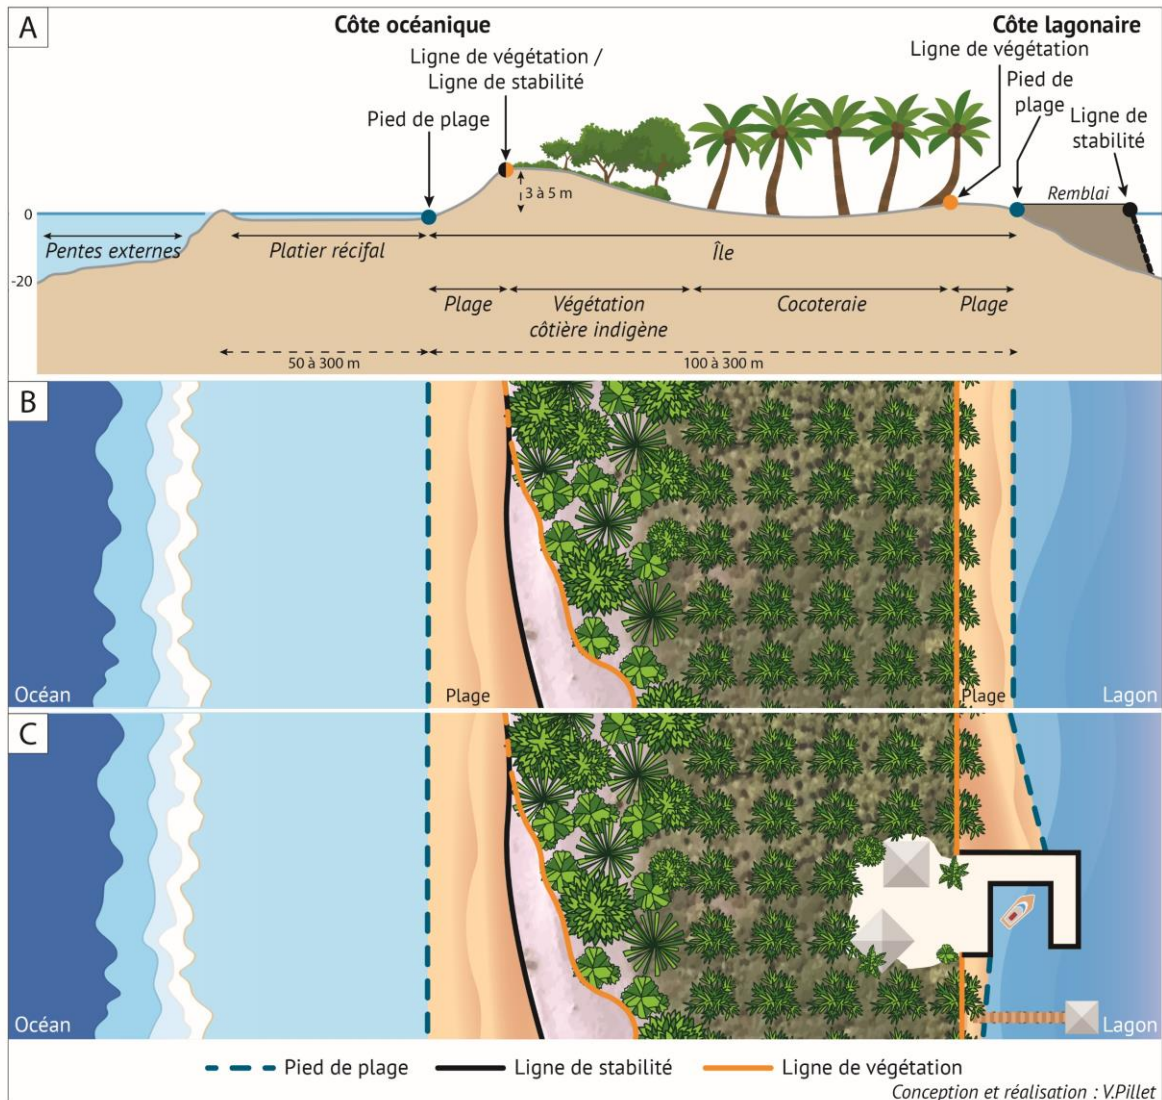 A
Côte océanique
Côte lagonaire
Ligne de végétation /
Ligne de stabilité
Ligne de végétation
Pied de plage
Pied de
plage
Ligne de
stabilité
3 à 5 m
Remblai
0
-20
Pentes externes
Platier récifal
Île
Plage
Végétation
côtière indigène
Cocoteraie
Plage
50 à 300 m
100 à 300 m
B
Océan
Plage
Plage
Lagon
C
Océan
Lagon
Pied de plage
Ligne de stabilité
Ligne de végétation
Conception et réalisation : V.Pillet